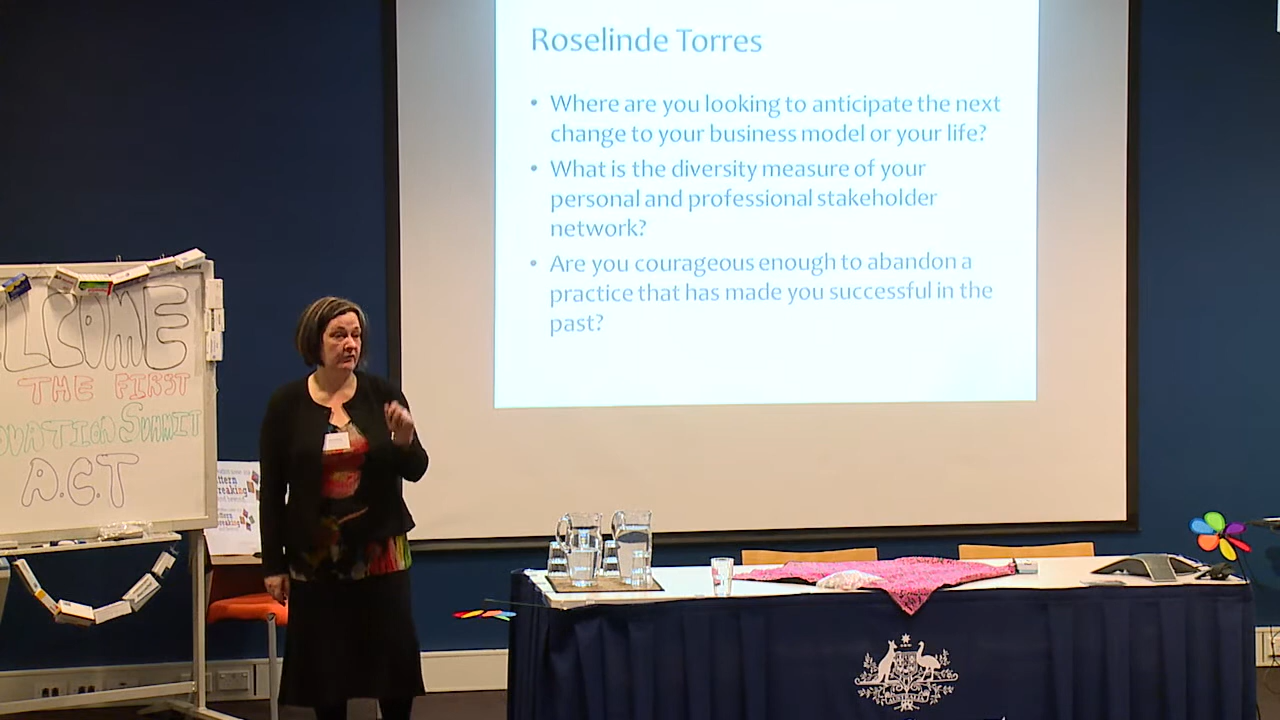 Roselinde Torres
• Where are you looking to anticipate the next
change to your business model or your life?
• What is the diversity measure of your
personal and professional stakeholder
network?
• Are you courageous enough to abandon a
practice that has made you successful in the
past?
LCOME
THE FIRST
OVATION SUMMIT
A.C.T
AUSTRALIA